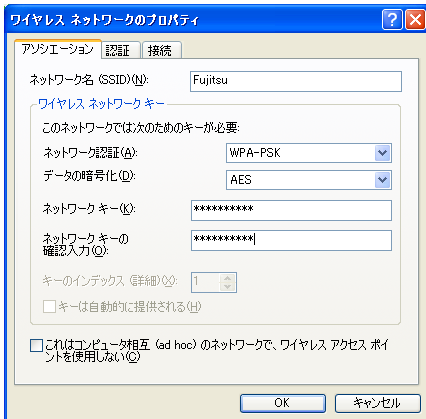 ワイヤレス ネットワークのプロパティ
アソシエーション 認証 接続
ネットワーク名 (SSID)(N): Fujitsu
ワイヤレス ネットワーク キー
このネットワークでは次のためのキーが必要:
ネットワーク認証(A): WPA-PSK
データの暗号化(D): AES
ネットワーク キー(K): **********
ネットワーク キーの
確認入力(O): **********
キーのインデックス (詳細)(X): 1
キーは自動的に提供される(H)
これはコンピュータ相互 (ad hoc) のネットワークで、ワイヤレス アクセス ポイ
ントを使用しない(C)
OK キャンセル